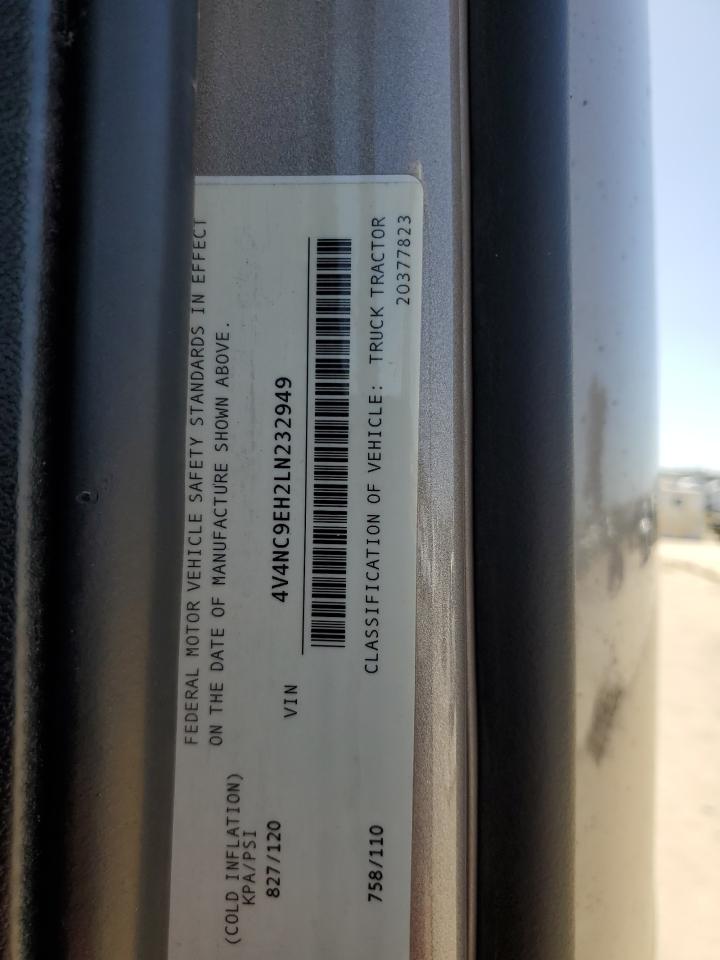 (COLD INFLATION)
KPA/PSI
827/120
758/110
FEDERAL MOTOR VEHICLE SAFETY STANDARDS IN EFFECT
ON THE DATE OF MANUFACTURE SHOWN ABOVE.
VIN 4V4NC9EH2LN232949
CLASSIFICATION OF VEHICLE: TRUCK TRACTOR
20377823